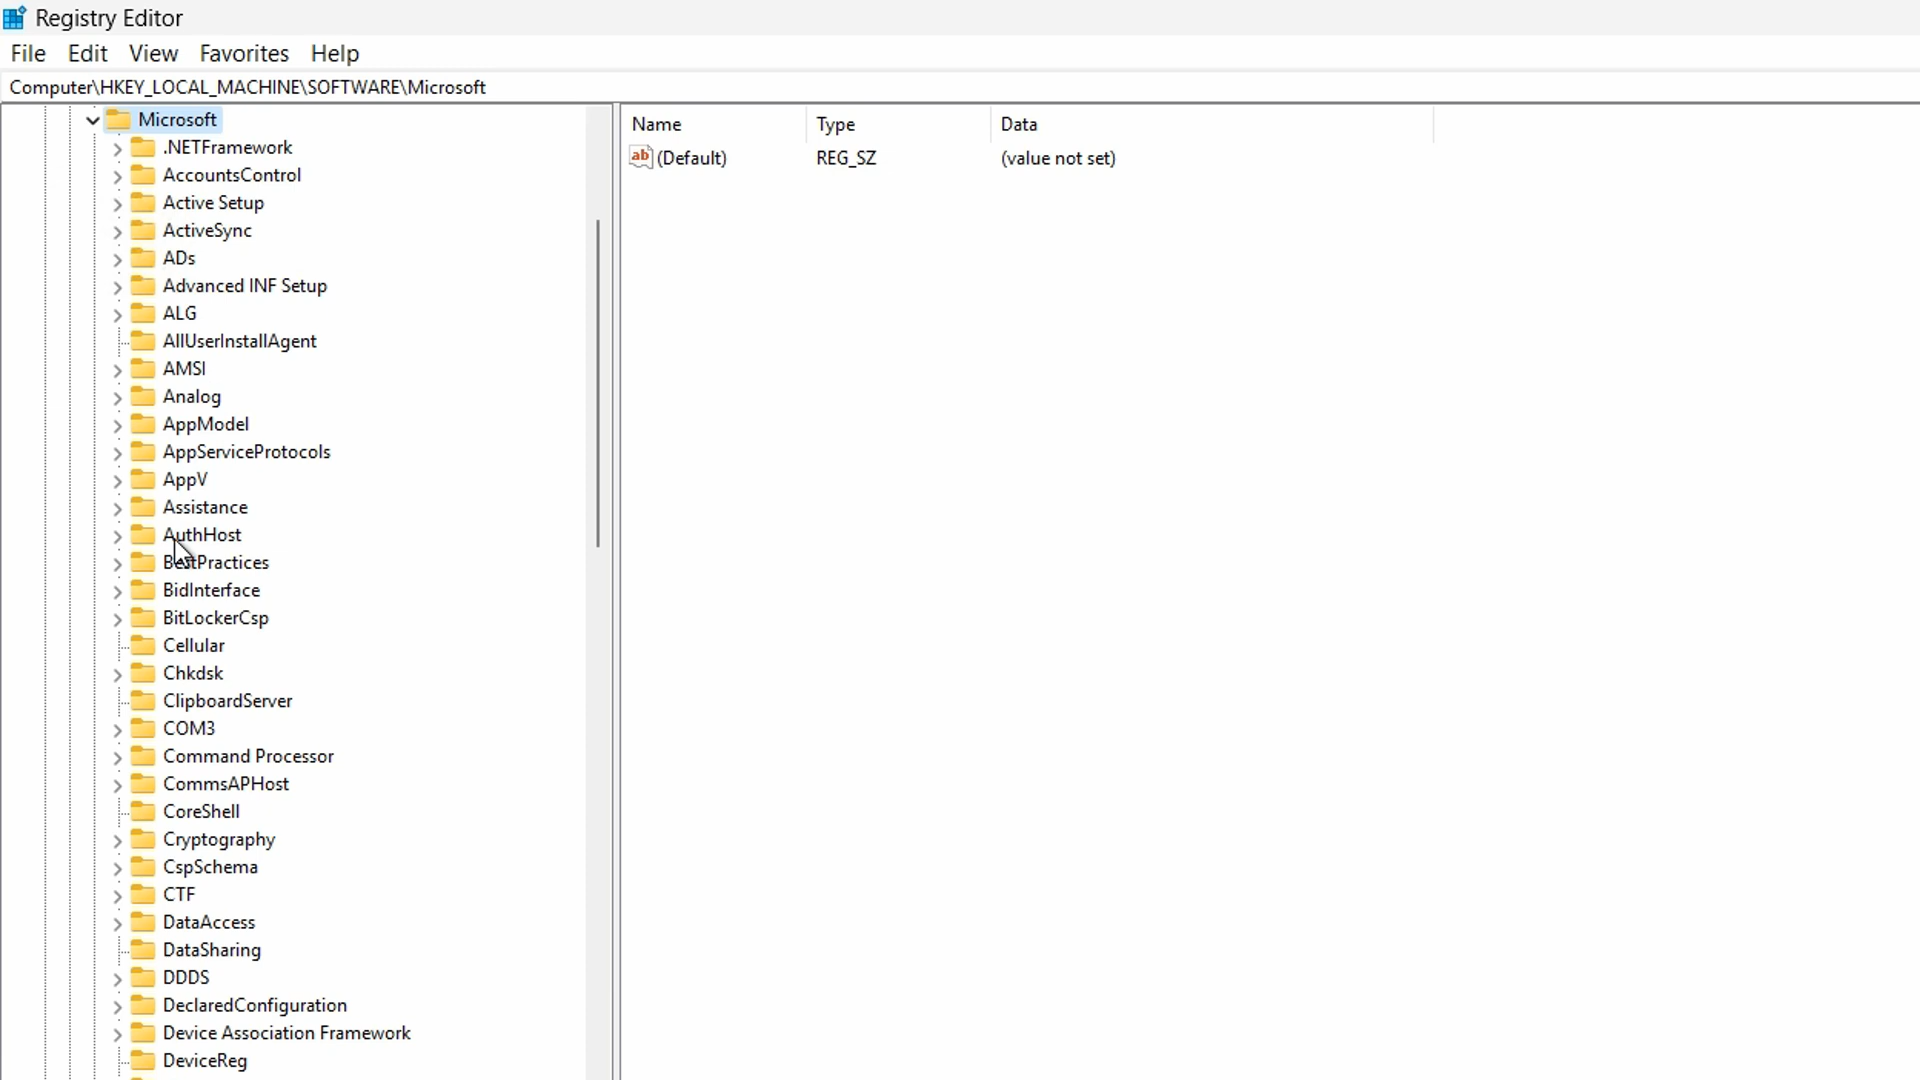 Registry Editor
File Edit View Favorites Help
Computer\HKEY_LOCAL_MACHINE\SOFTWARE\Microsoft
Microsoft
.NETFramework
AccountsControl
Active Setup
ActiveSync
ADs
Advanced INF Setup
ALG
AllUserInstallAgent
AMSI
Analog
AppModel
AppServiceProtocols
AppV
Assistance
AuthHost
BestPractices
BidInterface
BitLockerCsp
Cellular
Chkdsk
ClipboardServer
COM3
Command Processor
CommsAPHost
CoreShell
Cryptography
CspSchema
CTF
DataAccess
DataSharing
DDDS
DeclaredConfiguration
Device Association Framework
DeviceReg
Name Type Data
ab (Default) REG_SZ (value not set)